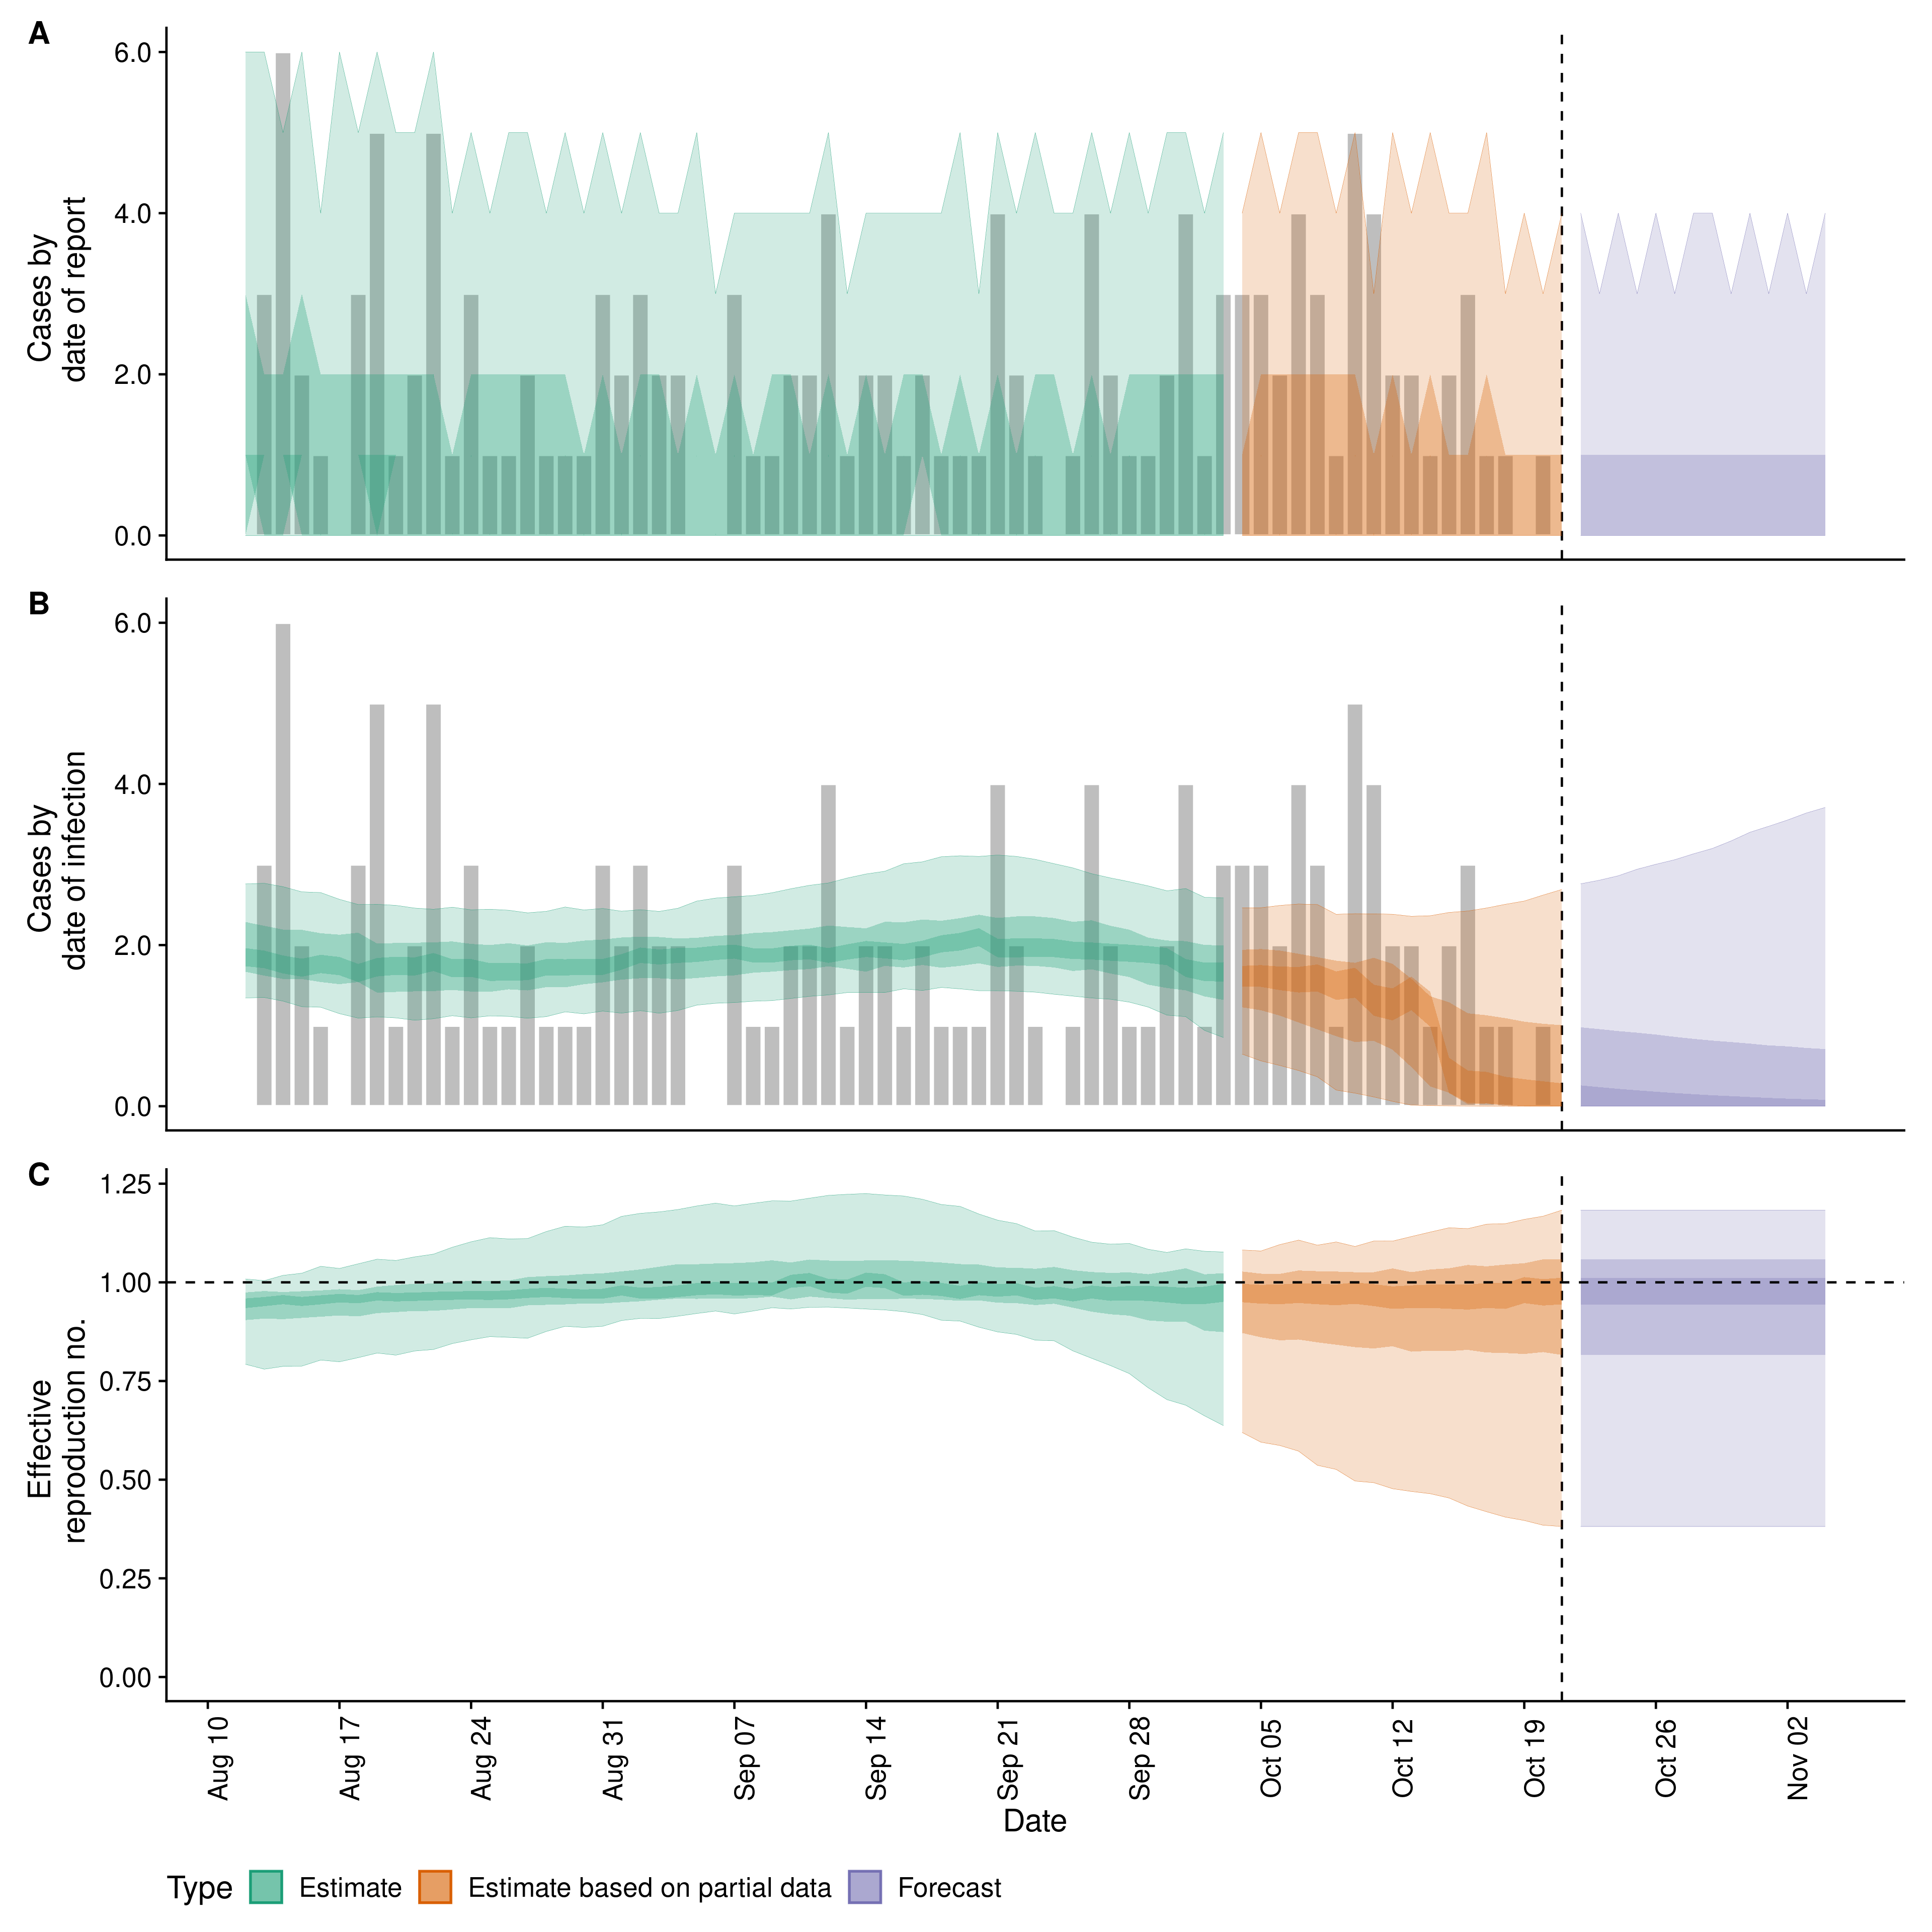 A
6.0
4.0
2.0
0.0
Cases by
date of report
B
6.0
4.0
2.0
0.0
Cases by
date of infection
C
1.25
1.00
0.75
0.50
0.25
0.00
Effective
reproduction no.
Aug 10
Aug 17
Aug 24
Aug 31
Sep 07
Sep 14
Sep 21
Sep 28
Oct 05
Oct 12
Oct 19
Oct 26
Nov 02
Date
Type
Estimate
Estimate based on partial data
Forecast